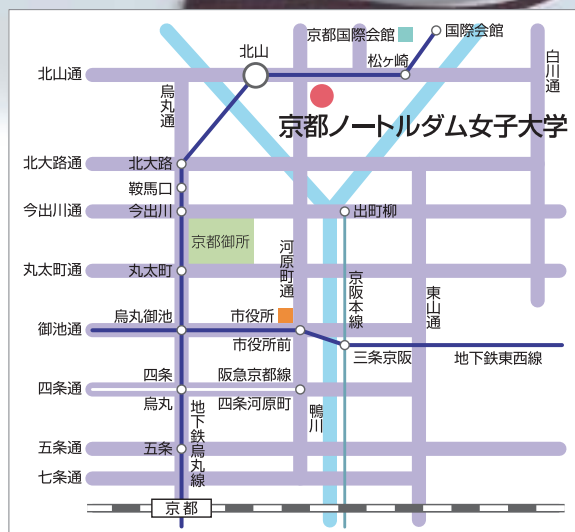 京都国際会館
国際会館
北山
松ヶ崎
白川通
北山通
烏丸通
京都ノートルダム女子大学
北大路通
北大路
鞍馬口
今出川通
今出川
出町柳
京都御所
河原町通
丸太町通
丸太町
京阪本線
東山通
烏丸御池
市役所
御池通
市役所前
三条京阪
地下鉄東西線
四条
阪急京都線
四条通
烏丸
四条河原町
地下鉄烏丸線
鴨川
五条通
五条
七条通
京都